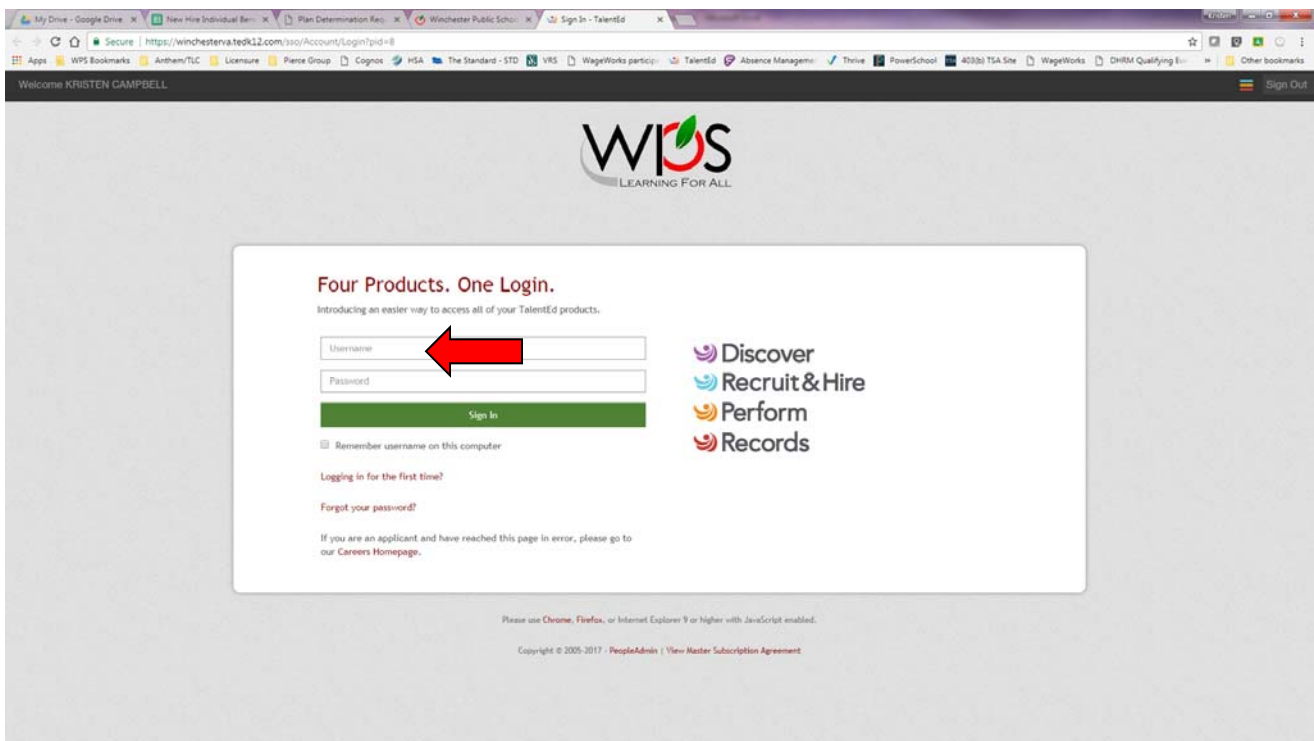 My Drive - Google Drive
New Hire Individual Ben
Plan Determination Req
Winchester Public Schoo
Sign In - TalentEd
Kristen
Secure | https://winchesterva.tedk12.com/sso/Account/Login?pid=8
Apps WPS Bookmarks Anthem/TLC Licensure Pierce Group Cognos HSA The Standard - STD VRS WageWorks particip TalentEd Absence Manageme Thrive PowerSchool 403(b) TSA Site WageWorks DHRM Qualifying Eve Other bookmarks
Welcome KRISTEN CAMPBELL
Sign Out
WPS
LEARNING FOR ALL
Four Products. One Login.
Introducing an easier way to access all of your TalentEd products.
Username
Password
Sign In
Remember username on this computer
Logging in for the first time?
Forgot your password?
If you are an applicant and have reached this page in error, please go to
our Careers Homepage.
Discover
Recruit & Hire
Perform
Records
Please use Chrome, Firefox, or Internet Explorer 9 or higher with JavaScript enabled.
Copyright © 2005-2017 - PeopleAdmin | View Master Subscription Agreement